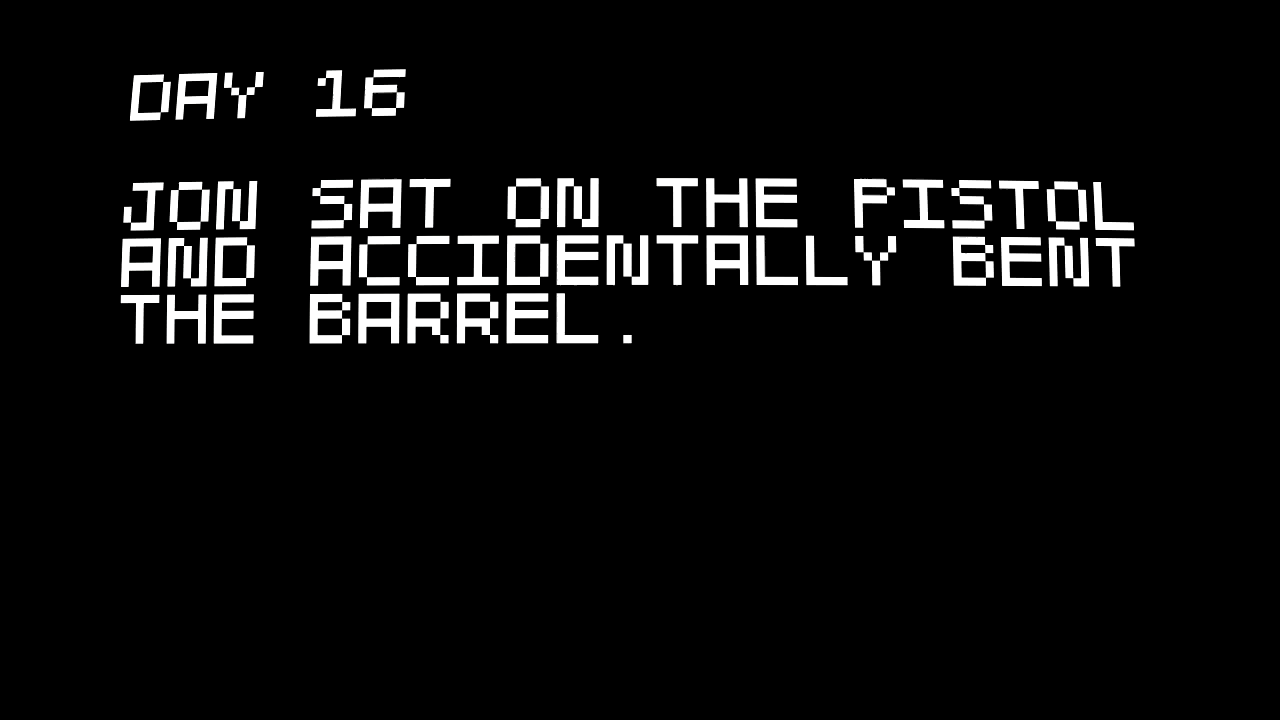 DAY 16
JON SAT ON THE PISTOL
AND ACCIDENTALLY BENT
THE BARREL.